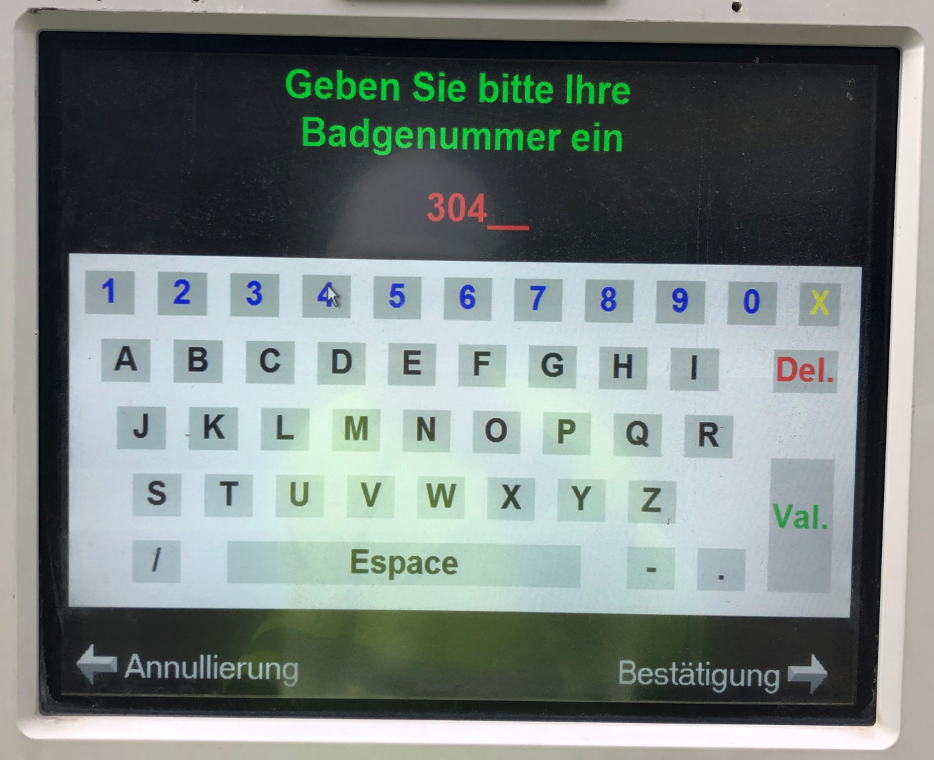 Geben Sie bitte Ihre
Badgenummer ein
304__
1 2 3 4 5 6 7 8 9 0 X
A B C D E F G H I Del.
J K L M N O P Q R
S T U V W X Y Z Val.
/ Espace - .
Annullierung Bestätigung